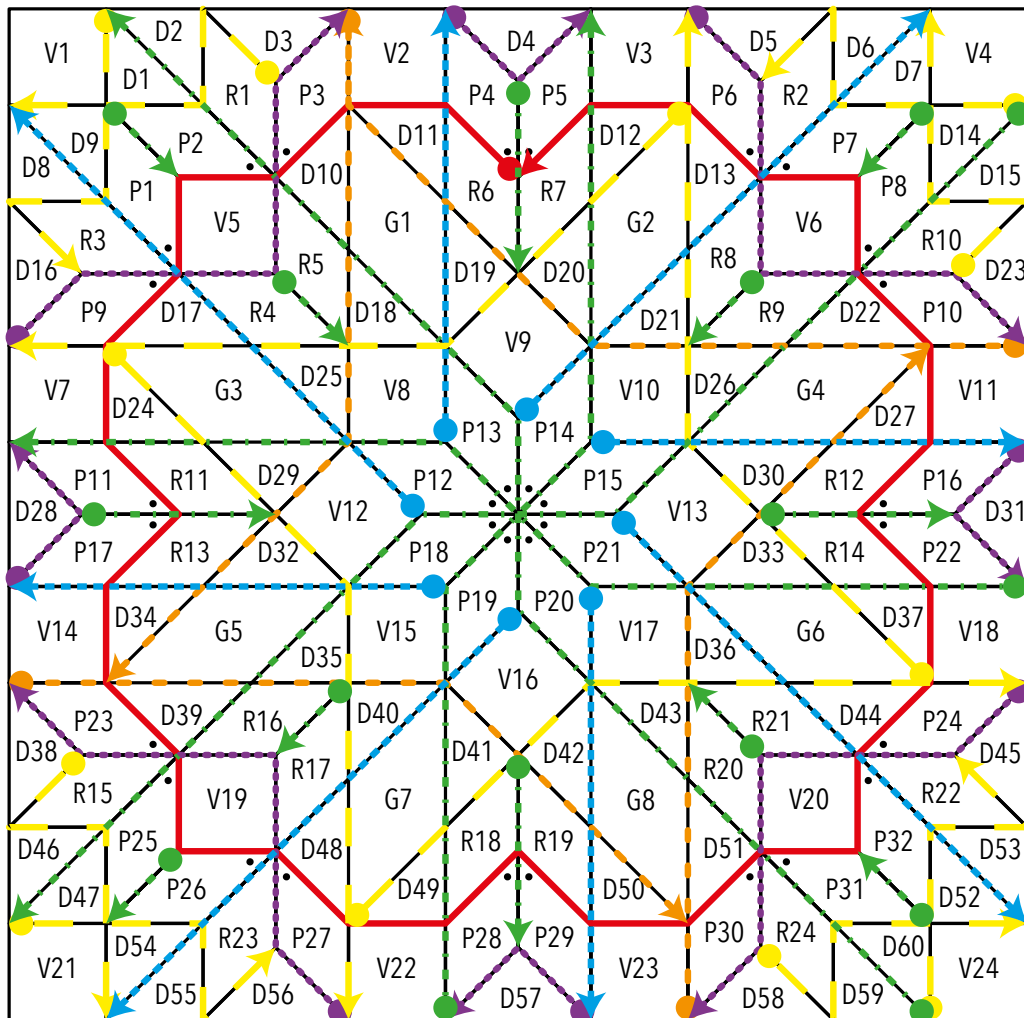 V1 D2 D3 V2 D4 V3 D5 D6 V4
D1 R1 P3 P4 P5 P6 R2 D7
D9 P2 D11 D12 P7 D14
D8 P1 D10 R6 R7 D13 P8 D15
R3 V5 G1 G2 V6 R10
D16 R5 D19 D20 R8 D23
P9 D17 R4 D18 V9 D21 R9 D22 P10
V7 G3 D25 V8 V10 D26 G4 V11
D24 P13 P14 D27
P11 R11 D29 P12 P15 D30 R12 P16
D28 V12 V13 D31
P17 R13 D32 P18 P21 D33 R14 P22
D34 P19 P20 D37
V14 G5 D35 V15 V17 D36 G6 V18
V16
P23 D39 R16 D40 D43 R21 D44 P24
D38 R17 D41 D42 R20 D45
R15 V19 G7 G8 V20 R22
D46 P25 D48 R18 R19 D51 P32 D53
D47 P26 D49 D50 P31 D52
D54 R23 P27 P28 P29 P30 R24 D60
V21 D55 D56 V22 D57 V23 D58 D59 V24